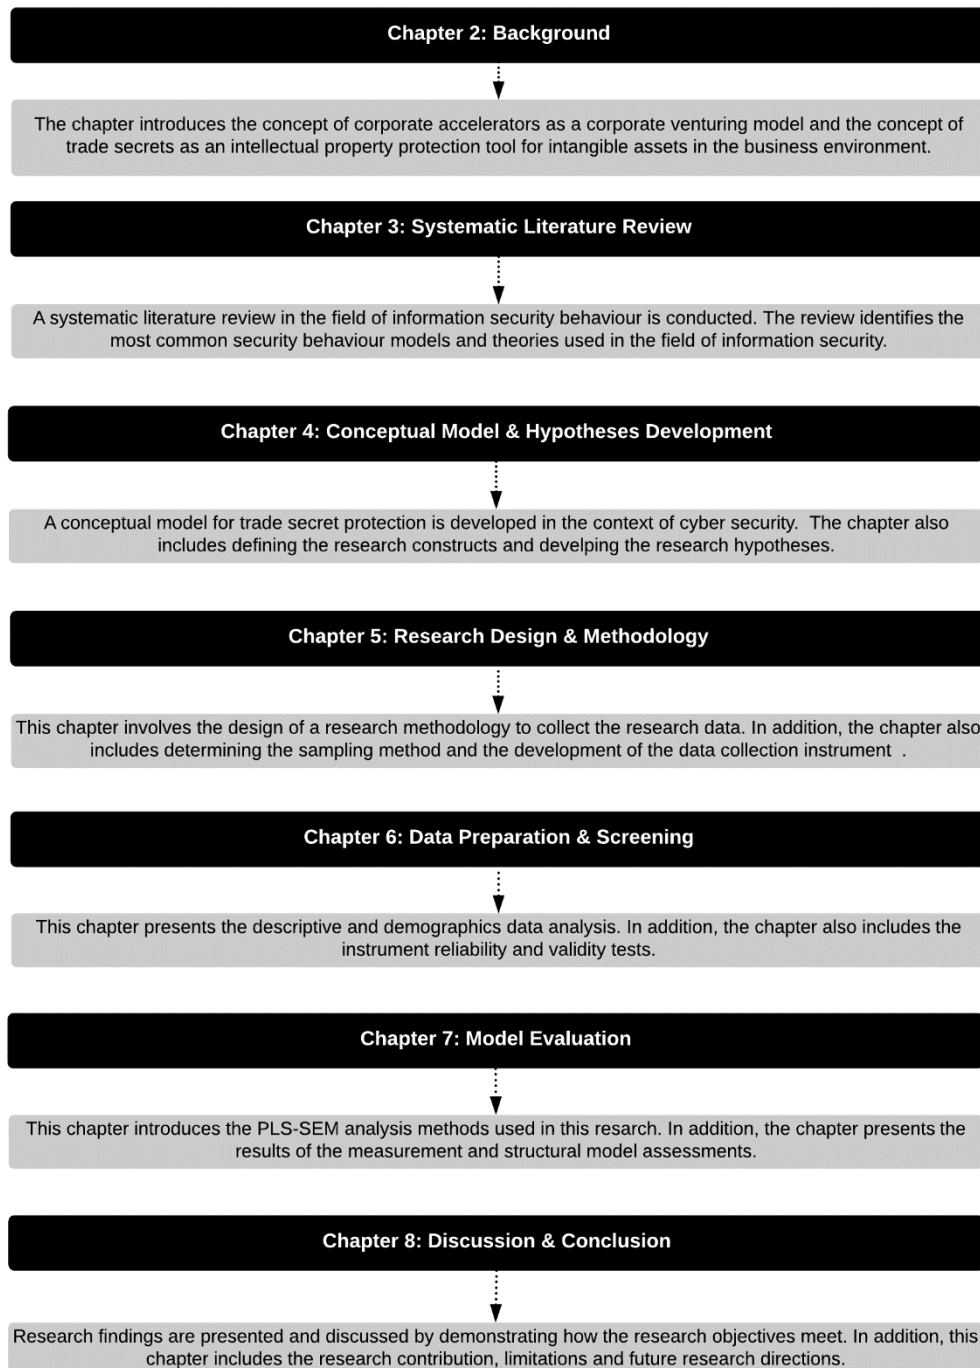 Chapter 2: Background
The chapter introduces the concept of corporate accelerators as a corporate venturing model and the concept of
trade secrets as an intellectual property protection tool for intangible assets in the business environment.
Chapter 3: Systematic Literature Review
A systematic literature review in the field of information security behaviour is conducted. The review identifies the
most common security behaviour models and theories used in the field of information security.
Chapter 4: Conceptual Model & Hypotheses Development
A conceptual model for trade secret protection is developed in the context of cyber security.  The chapter also
includes defining the research constructs and develping the research hypotheses.
Chapter 5: Research Design & Methodology
This chapter involves the design of a research methodology to collect the research data. In addition, the chapter also
includes determining the sampling method and the development of the data collection instrument  .
Chapter 6: Data Preparation & Screening
This chapter presents the descriptive and demographics data analysis. In addition, the chapter also includes the
instrument reliability and validity tests.
Chapter 7: Model Evaluation
This chapter introduces the PLS-SEM analysis methods used in this resarch. In addition, the chapter presents the
results of the measurement and structural model assessments.
Chapter 8: Discussion & Conclusion
Research findings are presented and discussed by demonstrating how the research objectives meet. In addition, this
chapter includes the research contribution, limitations and future research directions.